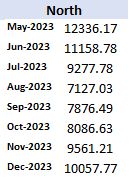 North
May-2023 12336.17
Jun-2023 11158.78
Jul-2023 9277.78
Aug-2023 7127.03
Sep-2023 7876.49
Oct-2023 8086.63
Nov-2023 9561.21
Dec-2023 10057.77